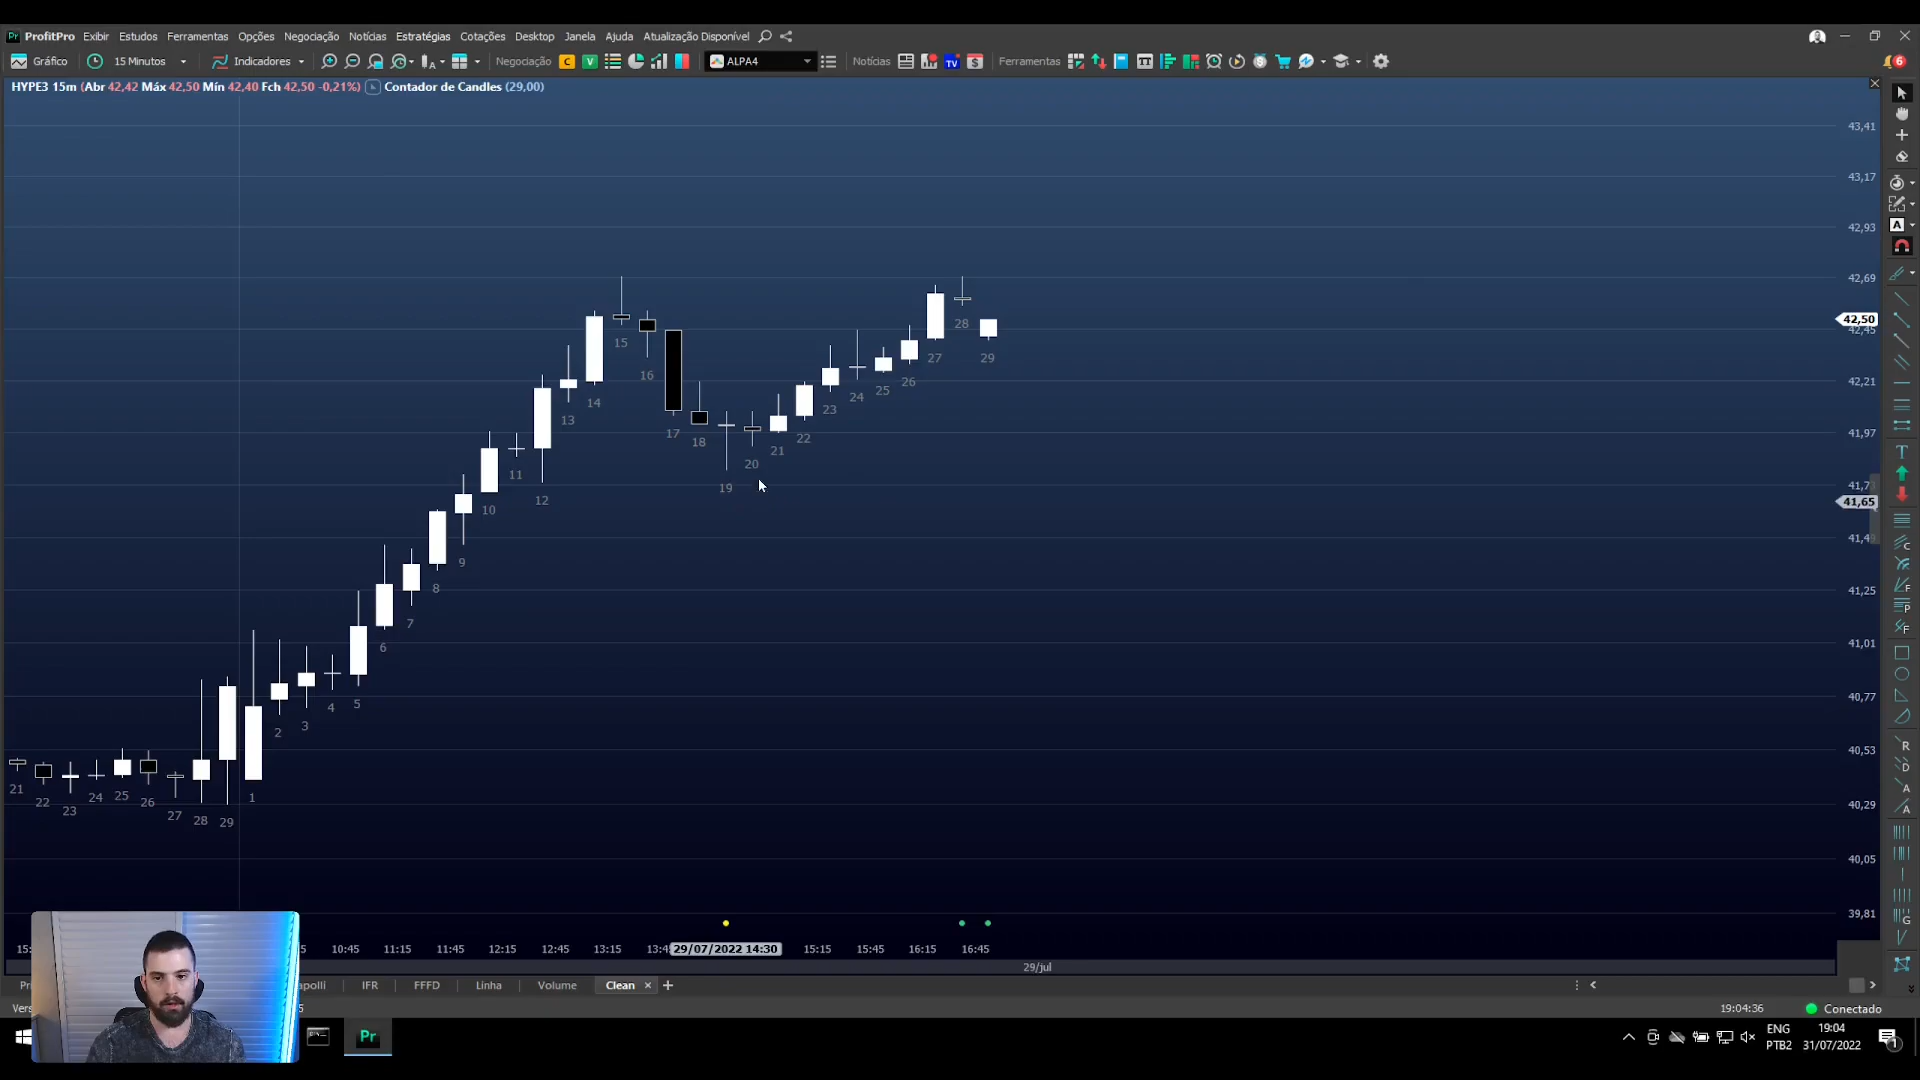 Pr ProfitPro Exibir Estudos Ferramentas Opções Negociação Notícias Estratégias Cotações Desktop Janela Ajuda Atualização Disponível
Gráfico 15 Minutos Indicadores Negociação C V ALPA4 Notícias TV Ferramentas 6
HYPE3 15m (Abr 42,42 Máx 42,50 Mín 42,40 Fch 42,50 -0,21%) Contador de Candles (29,00)
43,41
43,17
42,93
42,69
42,50
42,45
42,21
41,97
41,65
41,25
41,01
40,77
40,53
40,29
40,05
39,81
21 22 23 24 25 26 27 28 29 1 2 3 4 5 6 7 8 9 10 11 12 13 14 15 16 17 18 19 20 21 22 23 24 25 26 27 28 29
10:45 11:15 11:45 12:15 12:45 13:15 29/07/2022 14:30 15:15 15:45 16:15 16:45
29/jul
IFR FFFD Linha Volume Clean
19:04:36 Conectado
Pr
ENG 19:04
PTB2 31/07/2022 1